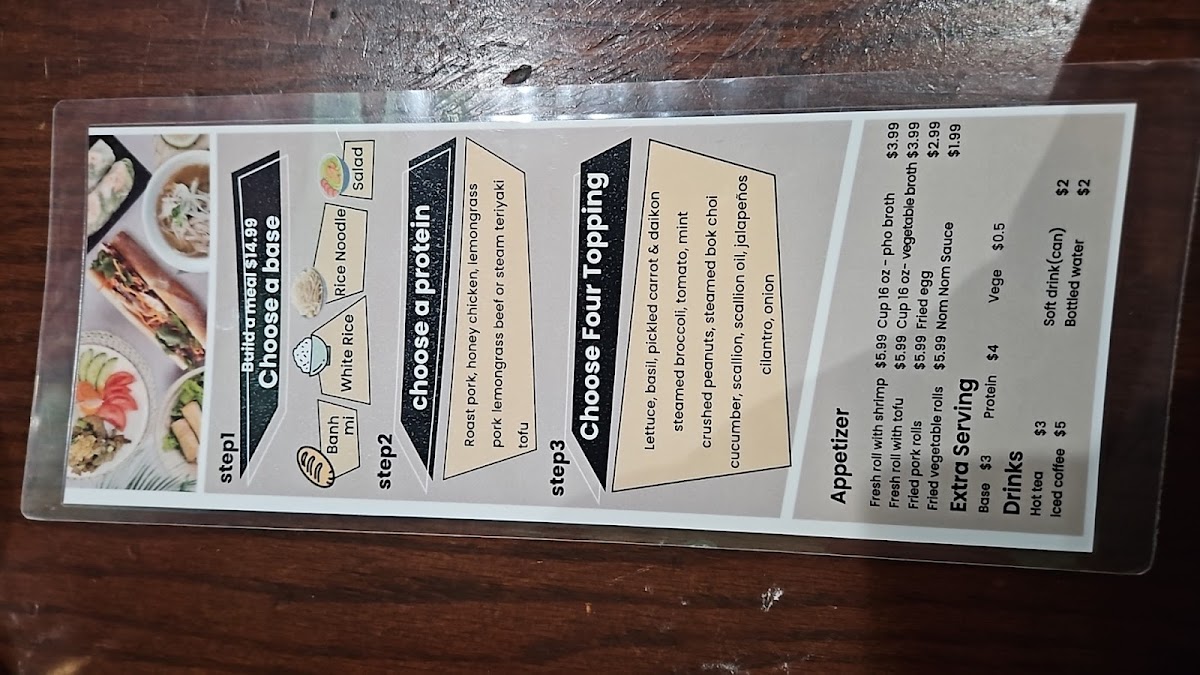 step1
Build a meal $14.99
Choose a base
Banh mi
White Rice
Rice Noodle
Salad
step2
choose a protein
Roast pork, honey chicken, lemongrass
pork lemongrass beef or steam teriyaki
tofu
step3
Choose Four Topping
Lettuce, basil, pickled carrot & daikon
steamed broccoli, tomato, mint
crushed peanuts, steamed bok choi
cucumber, scallion, scallion oil, jalapeños
cilantro, onion
Appetizer
Fresh roll with shrimp $5.99 Cup 16 oz - pho broth $3.99
Fresh roll with tofu $5.99 Cup 16 oz- vegetable broth $3.99
Fried pork rolls $5.99 Fried egg $2.99
Fried vegetable rolls $5.99 Nom Nom Sauce $1.99
Extra Serving
Base $3 Protein $4 Vege $0.5
Drinks
Hot tea $3 Soft drink(can) $2
Iced coffee $5 Bottled water $2